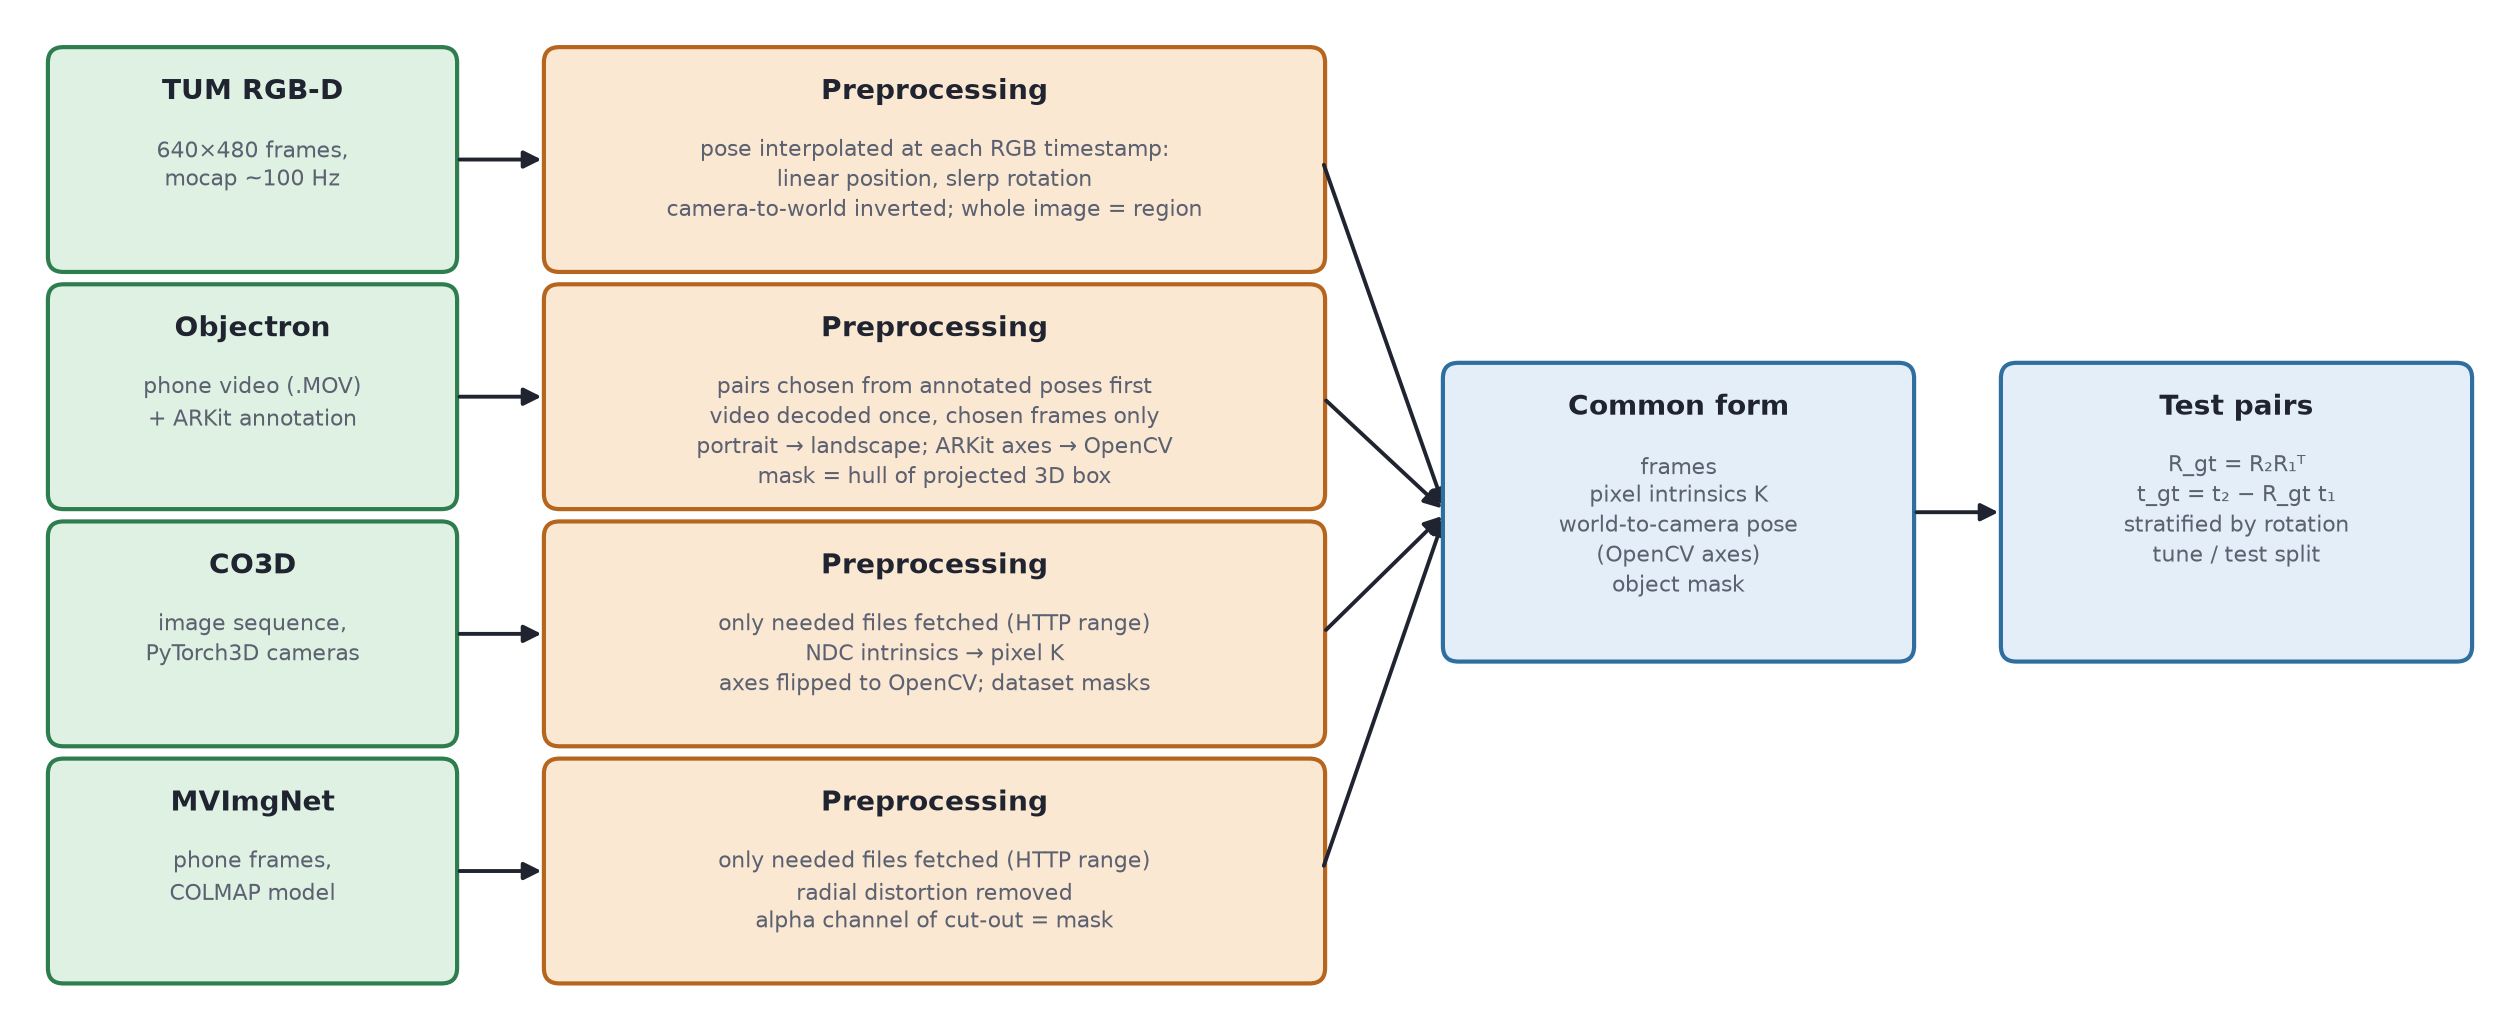 TUM RGB-D
640×480 frames,
mocap ~100 Hz
Preprocessing
pose interpolated at each RGB timestamp:
linear position, slerp rotation
camera-to-world inverted; whole image = region
Objectron
phone video (.MOV)
+ ARKit annotation
Preprocessing
pairs chosen from annotated poses first
video decoded once, chosen frames only
portrait → landscape; ARKit axes → OpenCV
mask = hull of projected 3D box
CO3D
image sequence,
PyTorch3D cameras
Preprocessing
only needed files fetched (HTTP range)
NDC intrinsics → pixel K
axes flipped to OpenCV; dataset masks
MVImgNet
phone frames,
COLMAP model
Preprocessing
only needed files fetched (HTTP range)
radial distortion removed
alpha channel of cut-out = mask
Common form
frames
pixel intrinsics K
world-to-camera pose
(OpenCV axes)
object mask
Test pairs
R_gt = R₂R₁ᵀ
t_gt = t₂ − R_gt t₁
stratified by rotation
tune / test split